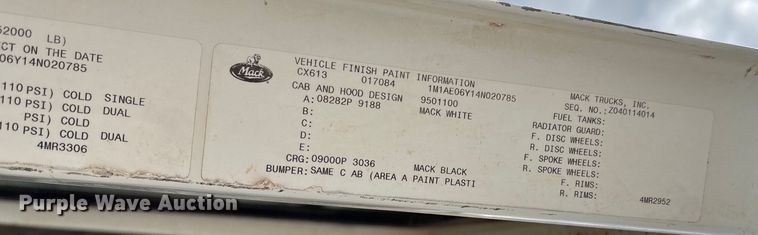 52000 LB)
CT ON THE DATE
E06Y14N020785
110 PSI) COLD SINGLE
110 PSI) COLD DUAL
PSI) COLD
110 PSI) COLD DUAL
4MR3306
Mack
VEHICLE FINISH PAINT INFORMATION
CX613 017084 1M1AE06Y14N020785
CAB AND HOOD DESIGN 9501100
A: 08282P 9188 MACK WHITE
B:
C:
D:
E:
CRG: 09000P 3036 MACK BLACK
BUMPER: SAME C AB (AREA A PAINT PLASTI
MACK TRUCKS, INC.
SEQ. NO.: Z040114014
FUEL TANKS:
RADIATOR GUARD:
F. DISC WHEELS:
R. DISC WHEELS:
F. SPOKE WHEELS:
R. SPOKE WHEELS:
F. RIMS:
R. RIMS:
4MR2952
Purple Wave Auction